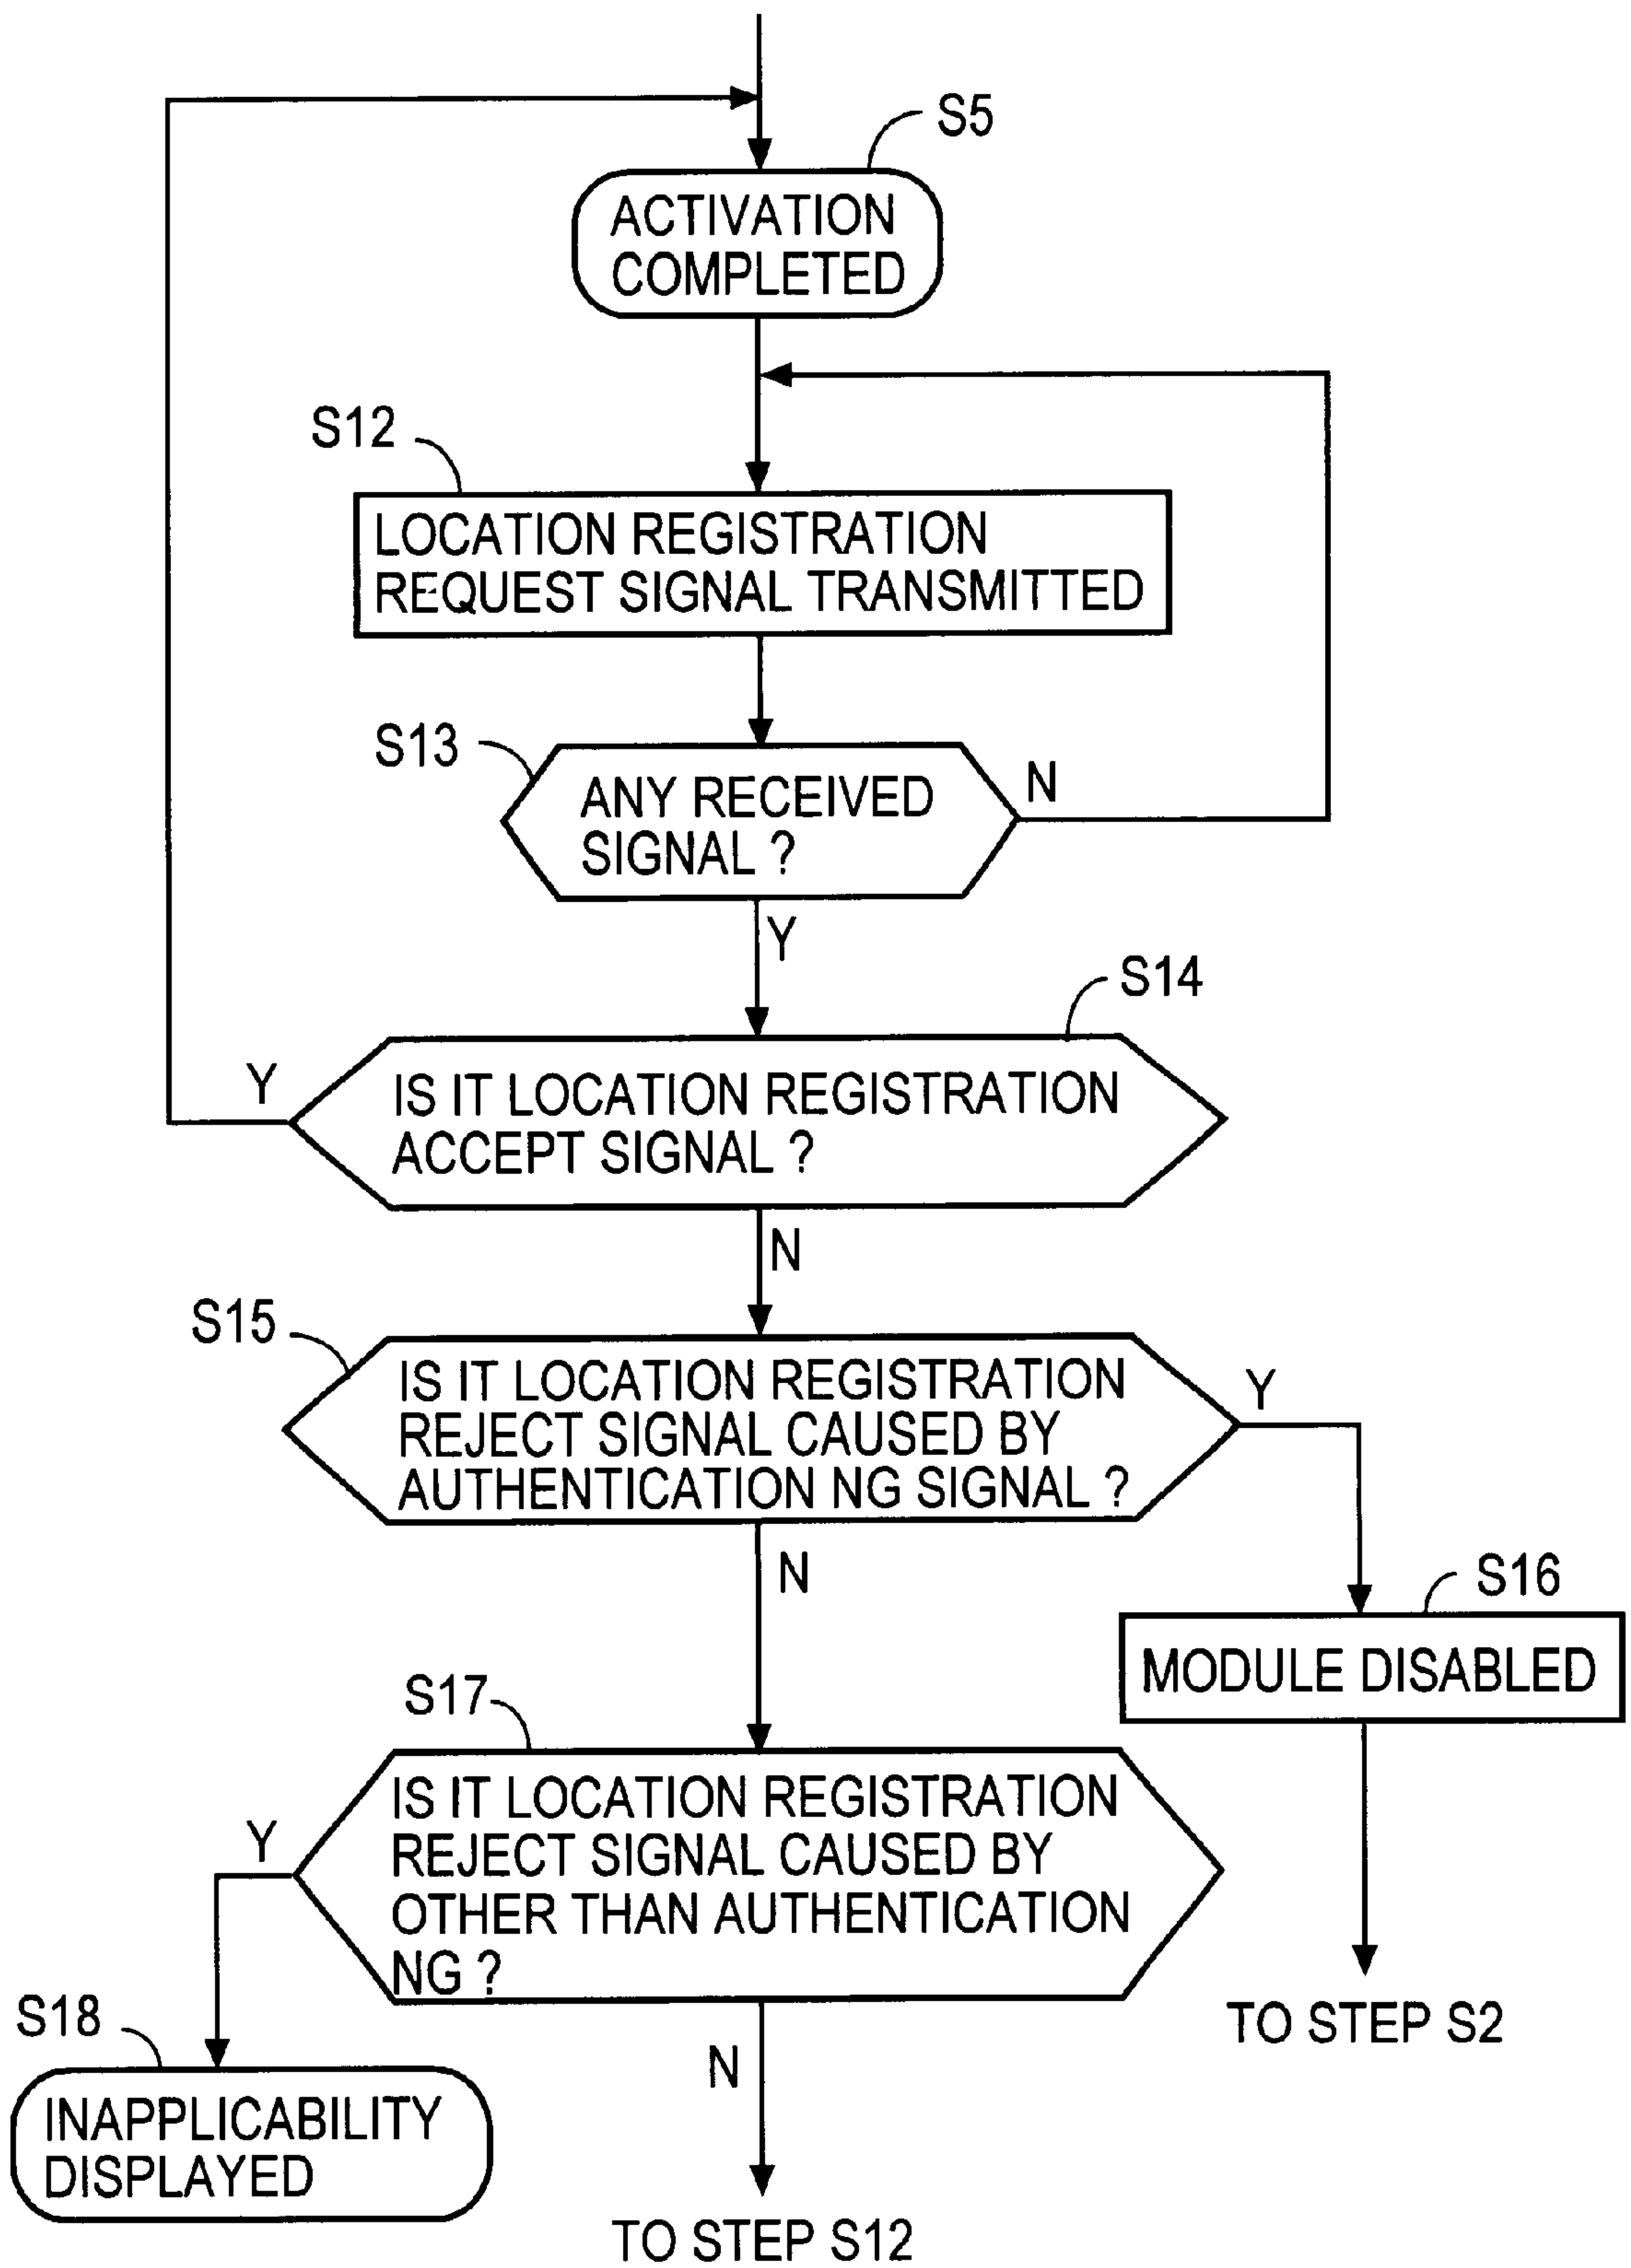 S5
ACTIVATION
COMPLETED
S12
LOCATION REGISTRATION
REQUEST SIGNAL TRANSMITTED
S13
ANY RECEIVED
SIGNAL ?
N
Y
S14
Y
IS IT LOCATION REGISTRATION
ACCEPT SIGNAL ?
N
S15
IS IT LOCATION REGISTRATION
REJECT SIGNAL CAUSED BY
AUTHENTICATION NG SIGNAL ?
Y
N
S16
MODULE DISABLED
S17
Y
IS IT LOCATION REGISTRATION
REJECT SIGNAL CAUSED BY
OTHER THAN AUTHENTICATION
NG ?
TO STEP S2
S18
N
INAPPLICABILITY
DISPLAYED
TO STEP S12